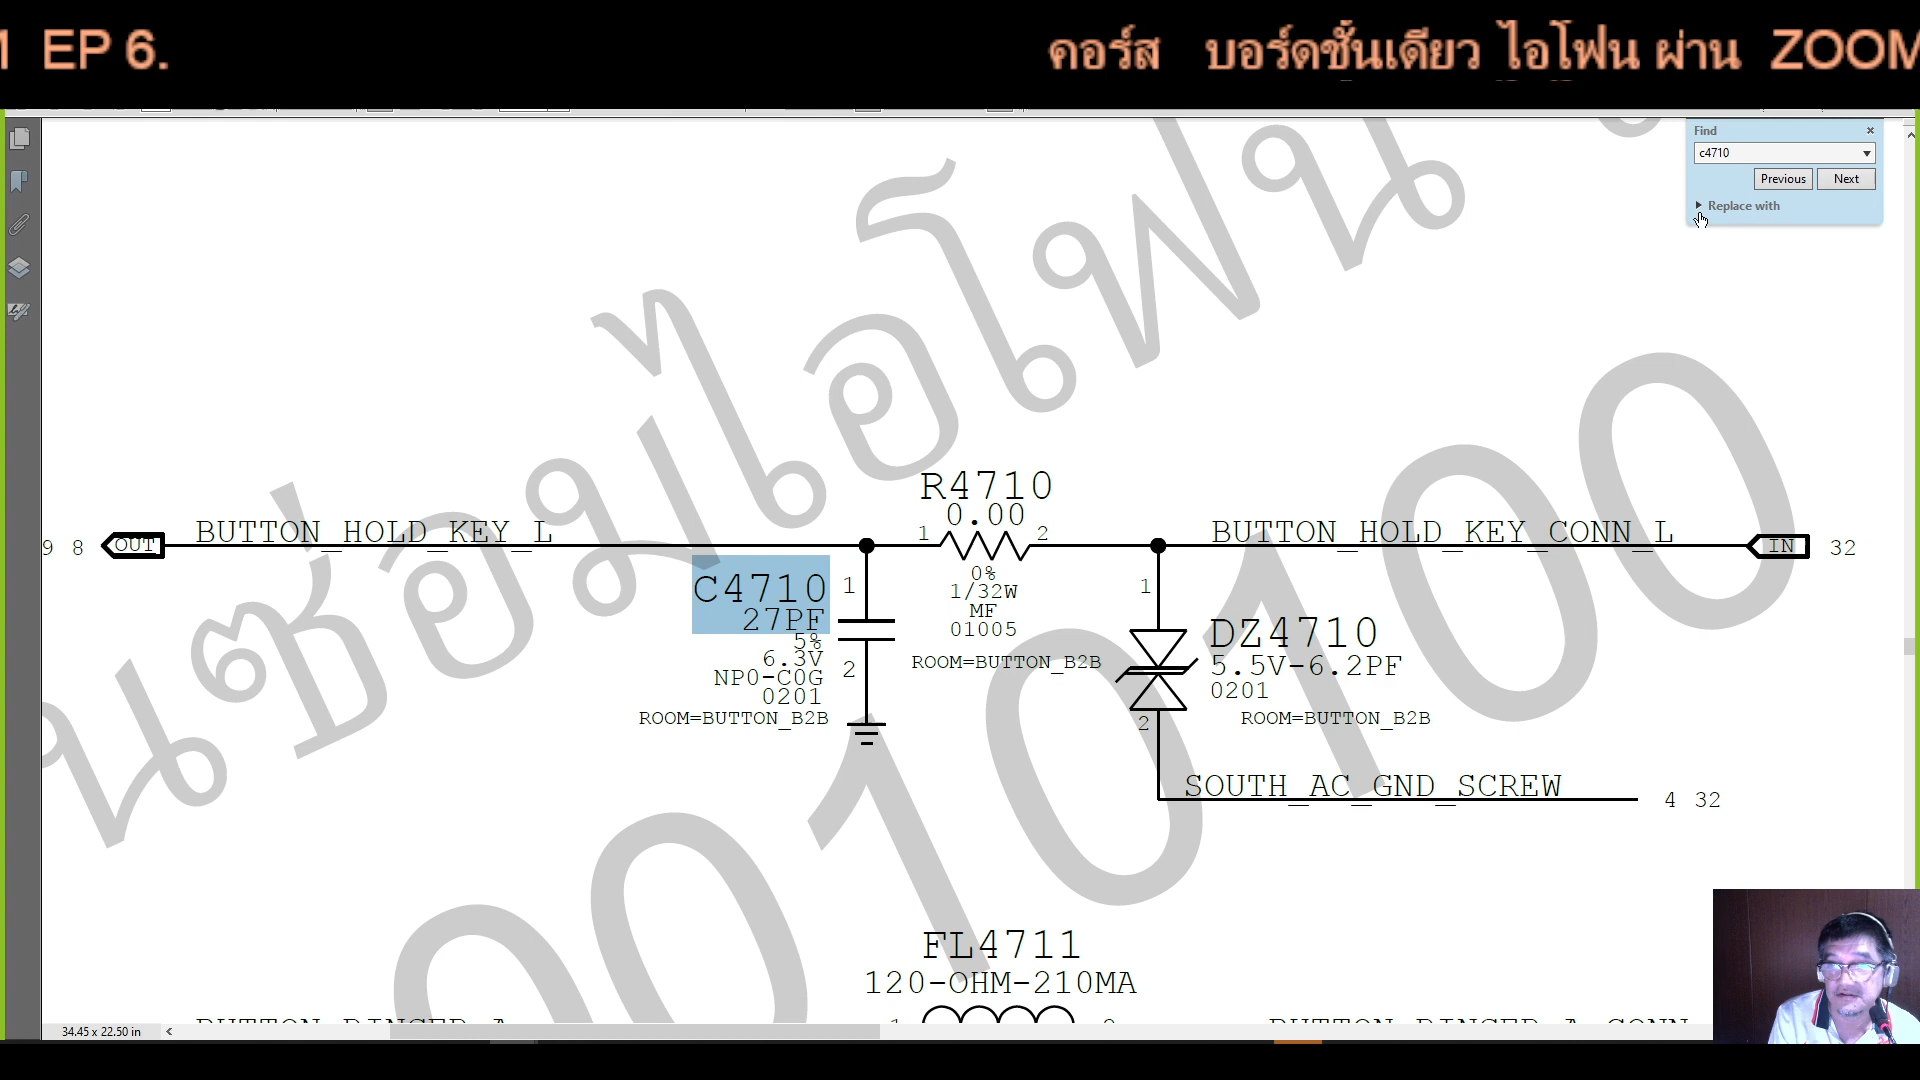 EP 6.
คอร์ส บอร์ดชั้นเดียว ไอโฟน ผ่าน ZOOM
Find
c4710
Previous
Next
Replace with
R4710
0.00
1
2
0%
1/32W
MF
01005
ROOM=BUTTON_B2B
9 8
OUT
BUTTON_HOLD_KEY_L
BUTTON_HOLD_KEY_CONN_L
IN
32
C4710
27PF
5%
6.3V
NP0-C0G
0201
ROOM=BUTTON_B2B
1
2
1
DZ4710
5.5V-6.2PF
0201
ROOM=BUTTON_B2B
2
SOUTH_AC_GND_SCREW
4 32
FL4711
120-OHM-210MA
34.45 x 22.50 in